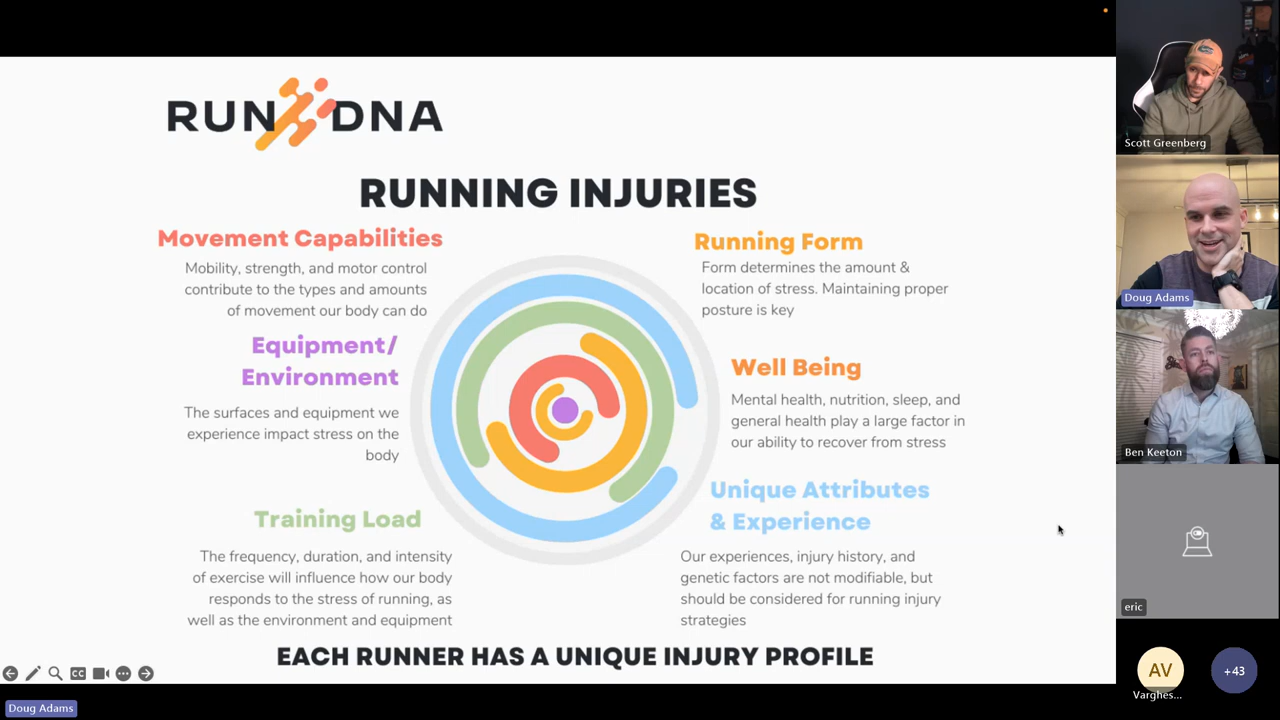 RUN DNA
RUNNING INJURIES
Movement Capabilities
Mobility, strength, and motor control
contribute to the types and amounts
of movement our body can do
Equipment/
Environment
The surfaces and equipment we
experience impact stress on the
body
Training Load
The frequency, duration, and intensity
of exercise will influence how our body
responds to the stress of running, as
well as the environment and equipment
Running Form
Form determines the amount &
location of stress. Maintaining proper
posture is key
Well Being
Mental health, nutrition, sleep, and
general health play a large factor in
our ability to recover from stress
Unique Attributes
& Experience
Our experiences, injury history, and
genetic factors are not modifiable, but
should be considered for running injury
strategies
EACH RUNNER HAS A UNIQUE INJURY PROFILE
CC
Doug Adams
Scott Greenberg
Doug Adams
Ben Keeton
eric
AV
Varghes...
+43